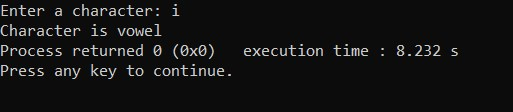 Enter a character: i
Character is vowel
Process returned 0 (0x0)   execution time : 8.232 s
Press any key to continue.